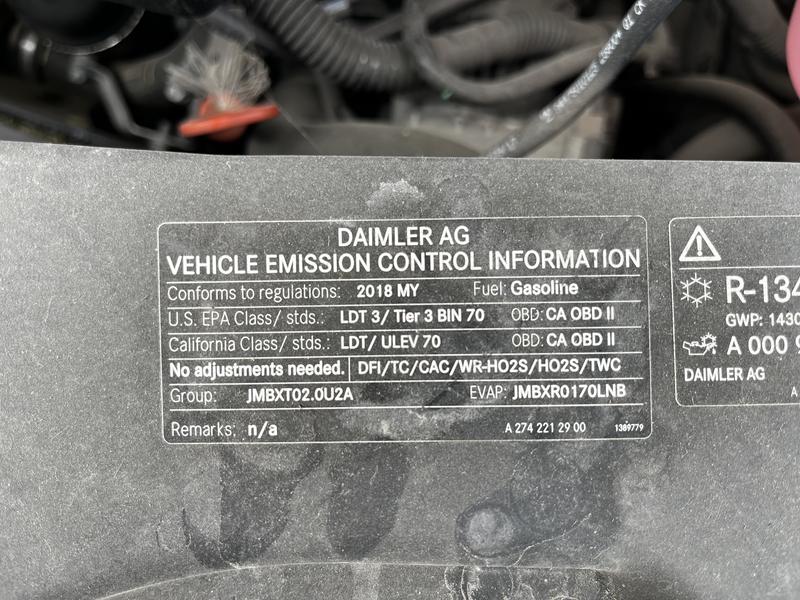 DAIMLER AG
VEHICLE EMISSION CONTROL INFORMATION
Conforms to regulations: 2018 MY Fuel: Gasoline
U.S. EPA Class/ stds.: LDT 3/ Tier 3 BIN 70 OBD: CA OBD II
California Class/ stds.: LDT/ ULEV 70 OBD: CA OBD II
No adjustments needed. DFI/TC/CAC/WR-HO2S/HO2S/TWC
Group: JMBXT02.0U2A EVAP: JMBXR0170LNB
Remarks: n/a A 274 221 29 00 1389779
R-134
GWP: 1430
A 000 9
DAIMLER AG
A